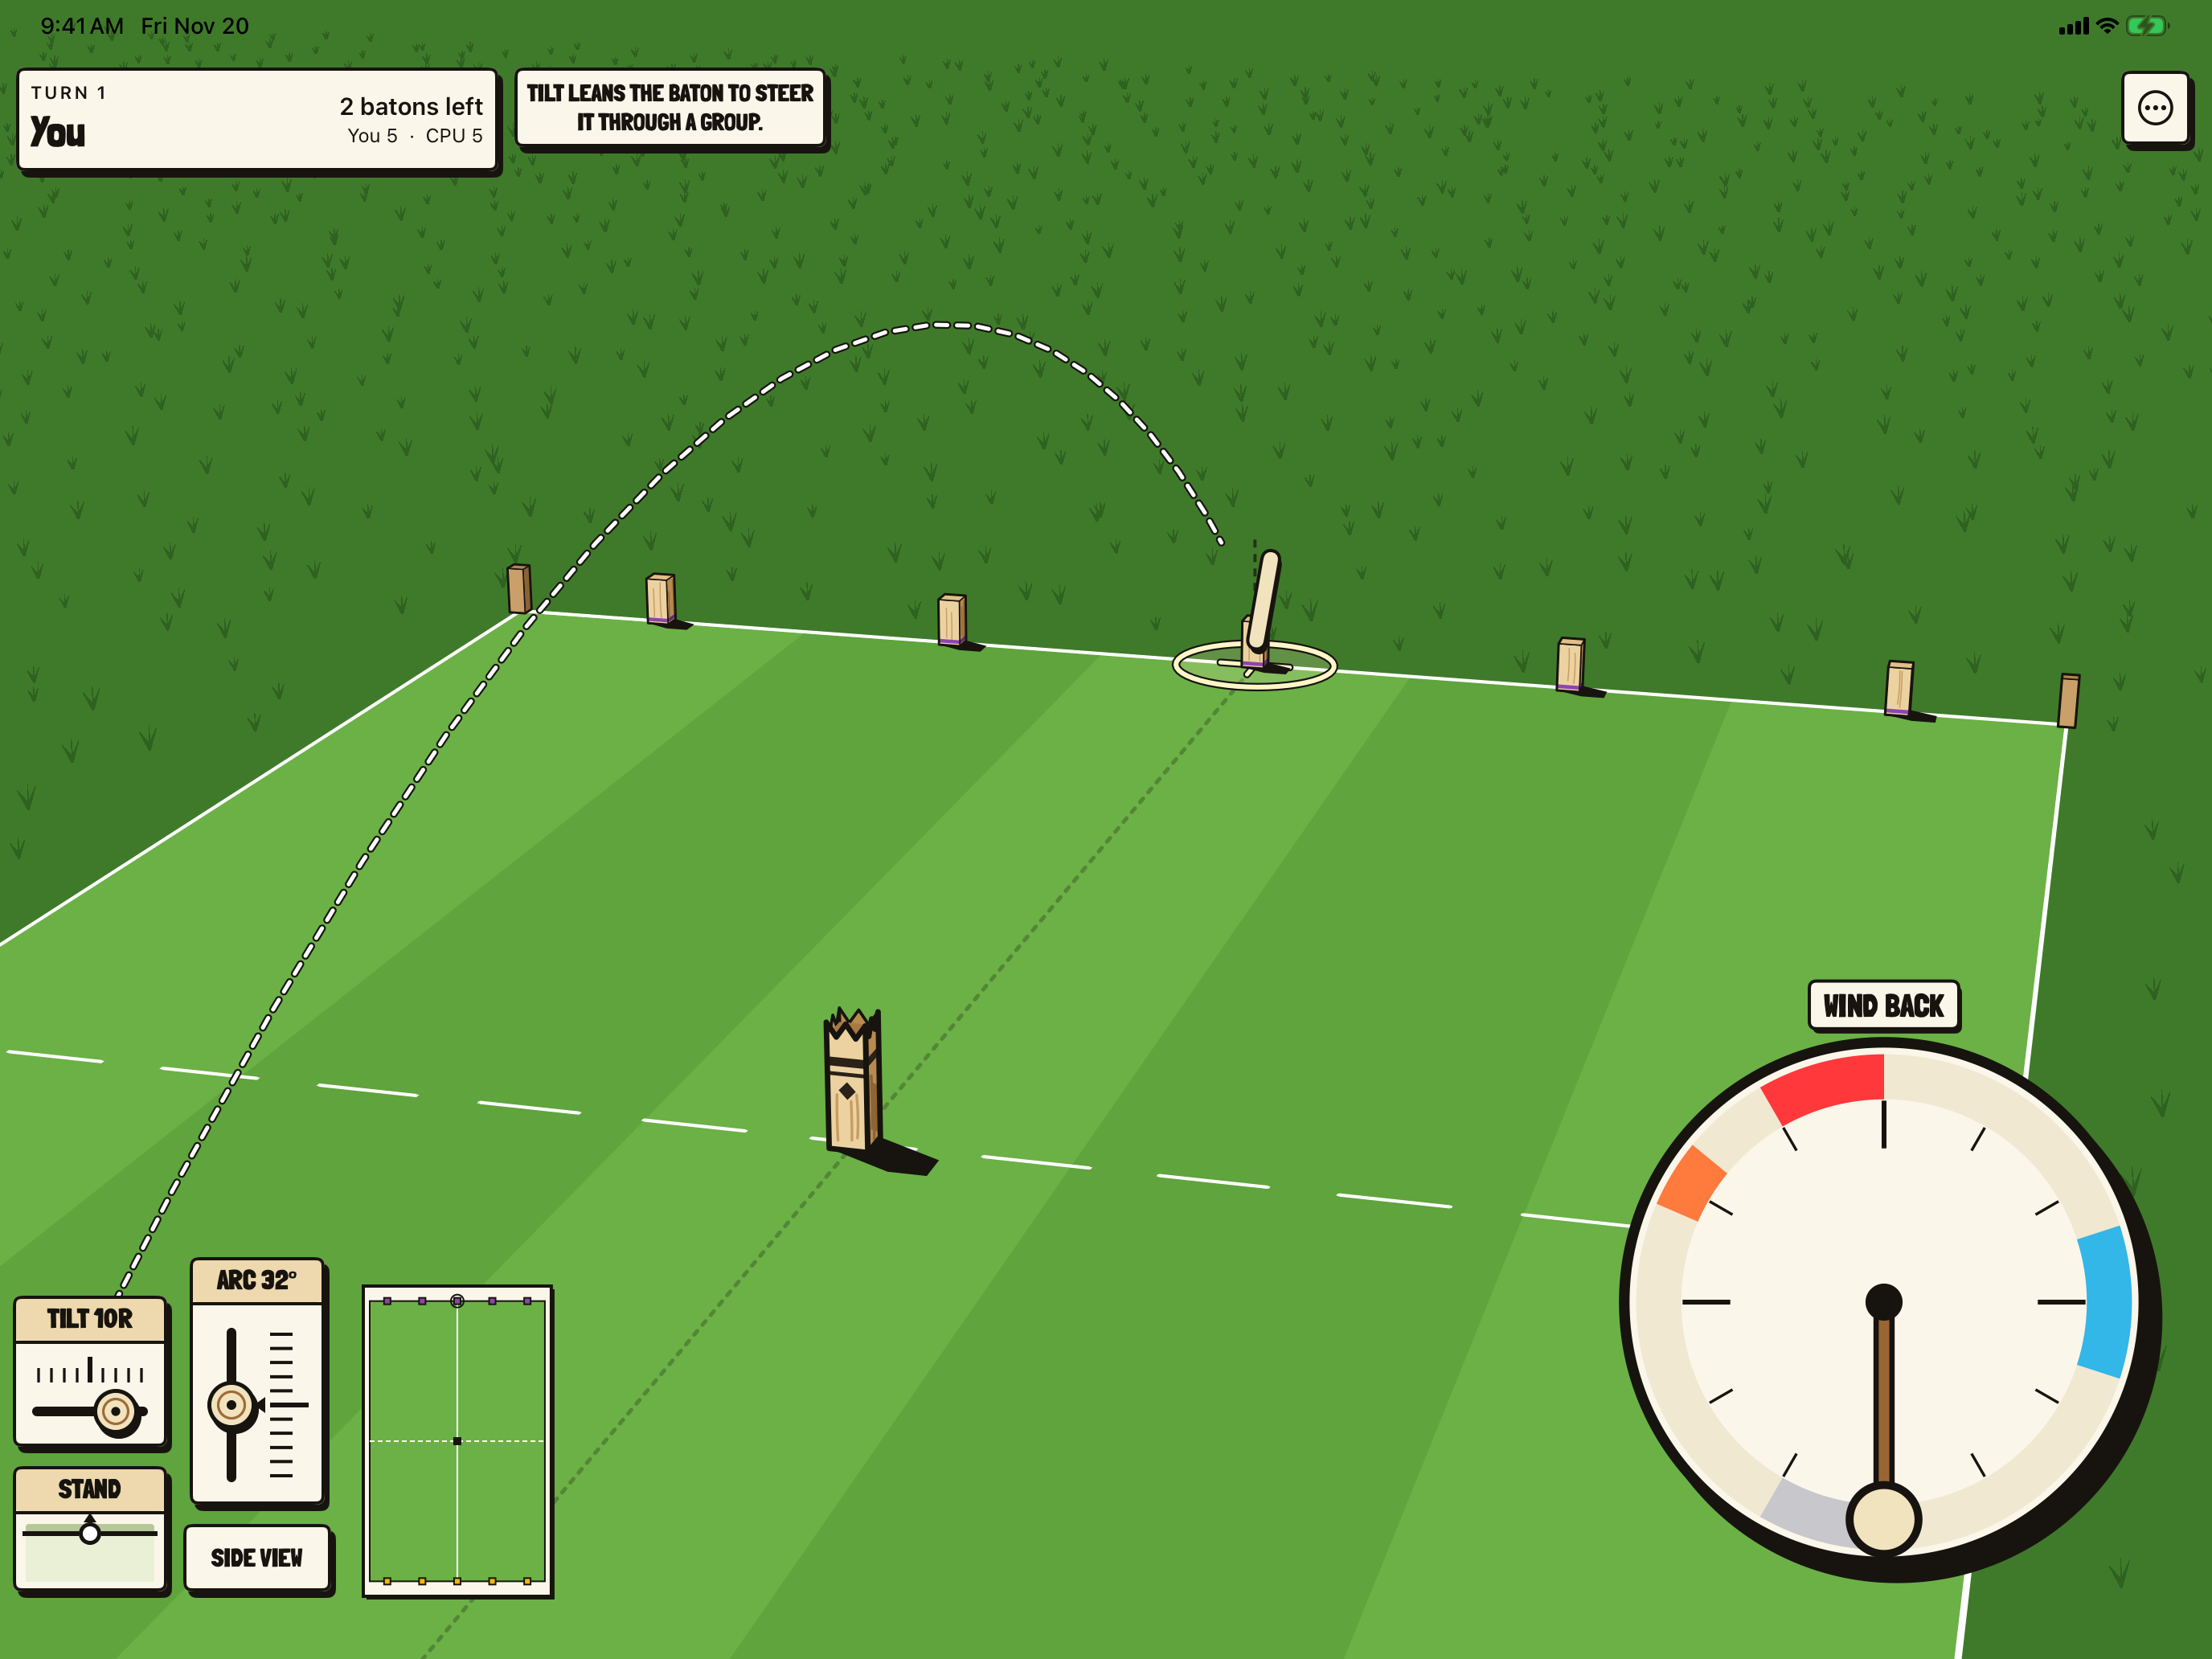 9:41 AM Fri Nov 20
TURN 1
You
2 batons left
You 5 · CPU 5
TILT LEANS THE BATON TO STEER
IT THROUGH A GROUP.
WIND BACK
ARC 32°
TILT 10R
STAND
SIDE VIEW